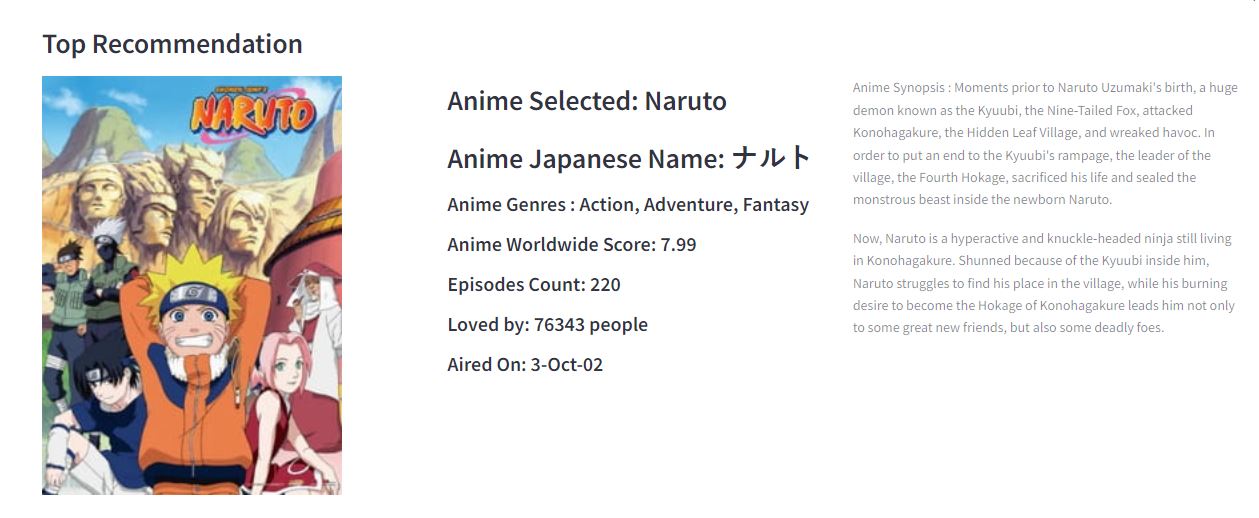 Top Recommendation
SHONEN JUMP'S
NARUTO
Anime Selected: Naruto
Anime Japanese Name: ナルト
Anime Genres : Action, Adventure, Fantasy
Anime Worldwide Score: 7.99
Episodes Count: 220
Loved by: 76343 people
Aired On: 3-Oct-02
Anime Synopsis : Moments prior to Naruto Uzumaki's birth, a huge
demon known as the Kyuubi, the Nine-Tailed Fox, attacked
Konohagakure, the Hidden Leaf Village, and wreaked havoc. In
order to put an end to the Kyuubi's rampage, the leader of the
village, the Fourth Hokage, sacrificed his life and sealed the
monstrous beast inside the newborn Naruto.
Now, Naruto is a hyperactive and knuckle-headed ninja still living
in Konohagakure. Shunned because of the Kyuubi inside him,
Naruto struggles to find his place in the village, while his burning
desire to become the Hokage of Konohagakure leads him not only
to some great new friends, but also some deadly foes.